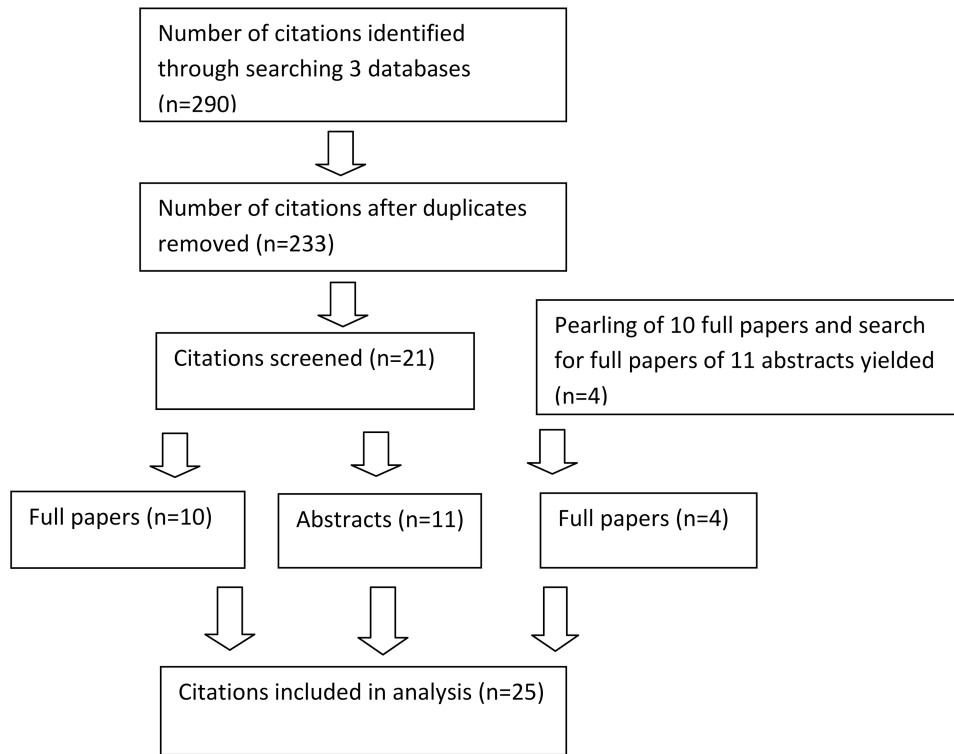 Number of citations identified
through searching 3 databases
(n=290)
Number of citations after duplicates
removed (n=233)
Citations screened (n=21)
Pearling of 10 full papers and search
for full papers of 11 abstracts yielded
(n=4)
Full papers (n=10)
Abstracts (n=11)
Full papers (n=4)
Citations included in analysis (n=25)